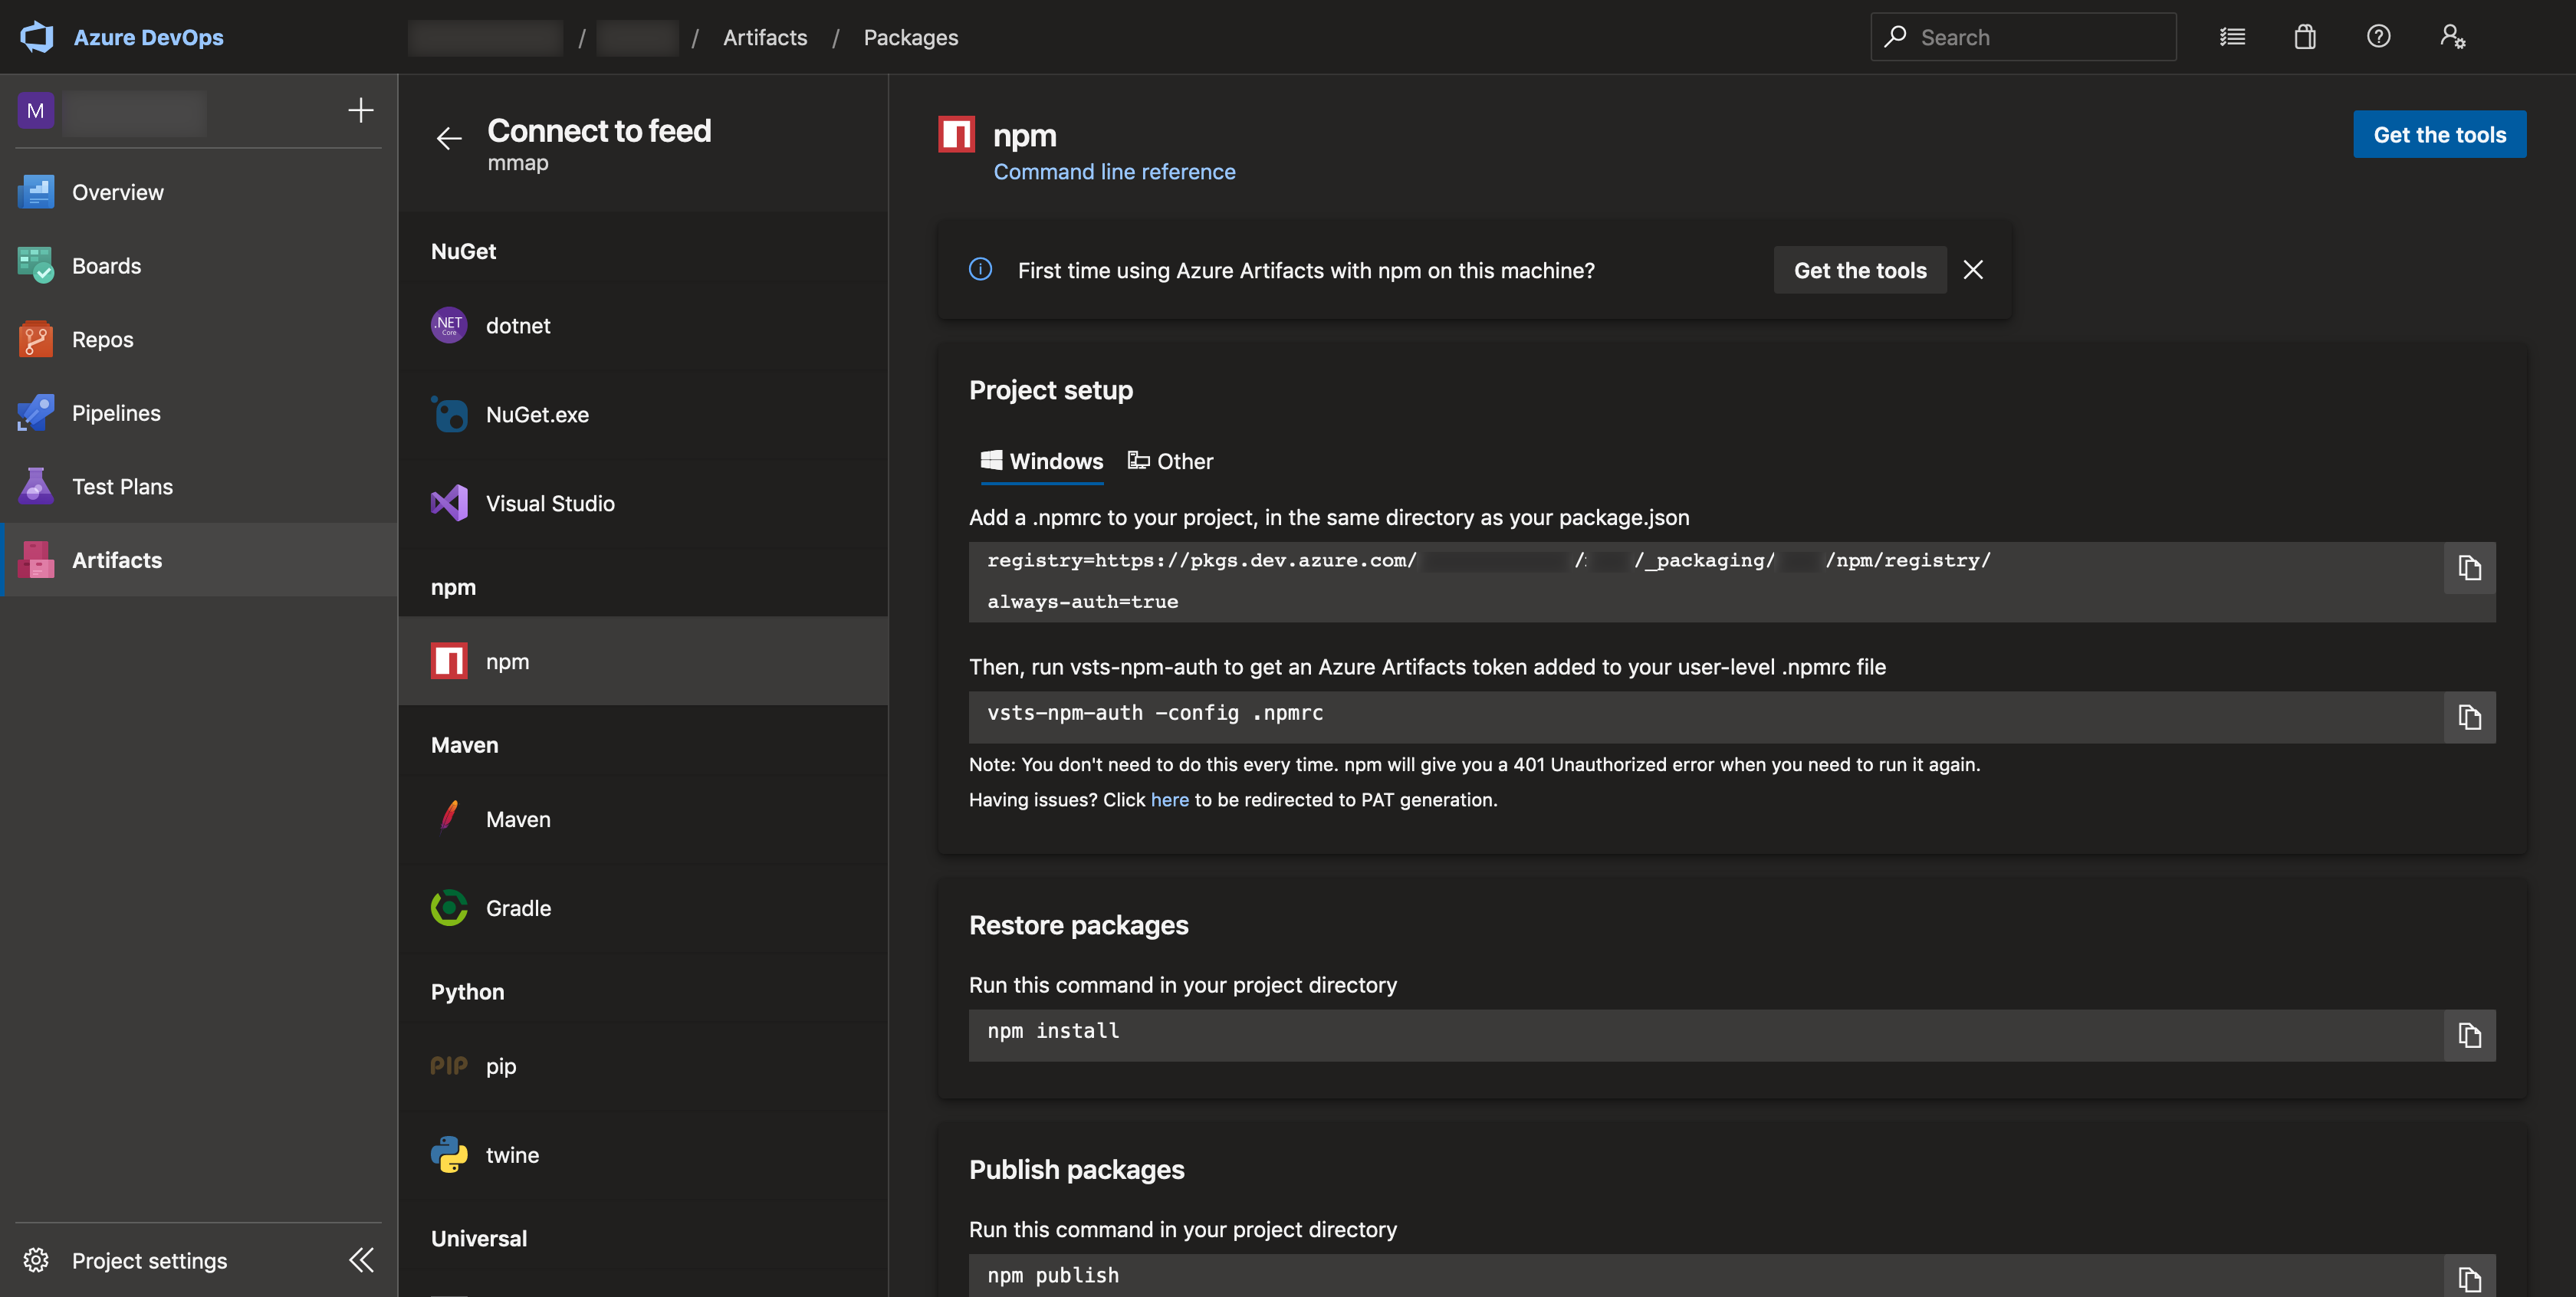 Azure DevOps / / Artifacts / Packages Search
M
Overview
Boards
Repos
Pipelines
Test Plans
Artifacts
Project settings
Connect to feed
mmap
NuGet
.NET Core dotnet
NuGet.exe
Visual Studio
npm
npm
Maven
Maven
Gradle
Python
PIP pip
twine
Universal
npm
Command line reference
Get the tools
First time using Azure Artifacts with npm on this machine? Get the tools
Project setup
Windows Other
Add a .npmrc to your project, in the same directory as your package.json
registry=https://pkgs.dev.azure.com/ / /_packaging/ /npm/registry/
always-auth=true
Then, run vsts-npm-auth to get an Azure Artifacts token added to your user-level .npmrc file
vsts-npm-auth -config .npmrc
Note: You don't need to do this every time. npm will give you a 401 Unauthorized error when you need to run it again.
Having issues? Click here to be redirected to PAT generation.
Restore packages
Run this command in your project directory
npm install
Publish packages
Run this command in your project directory
npm publish